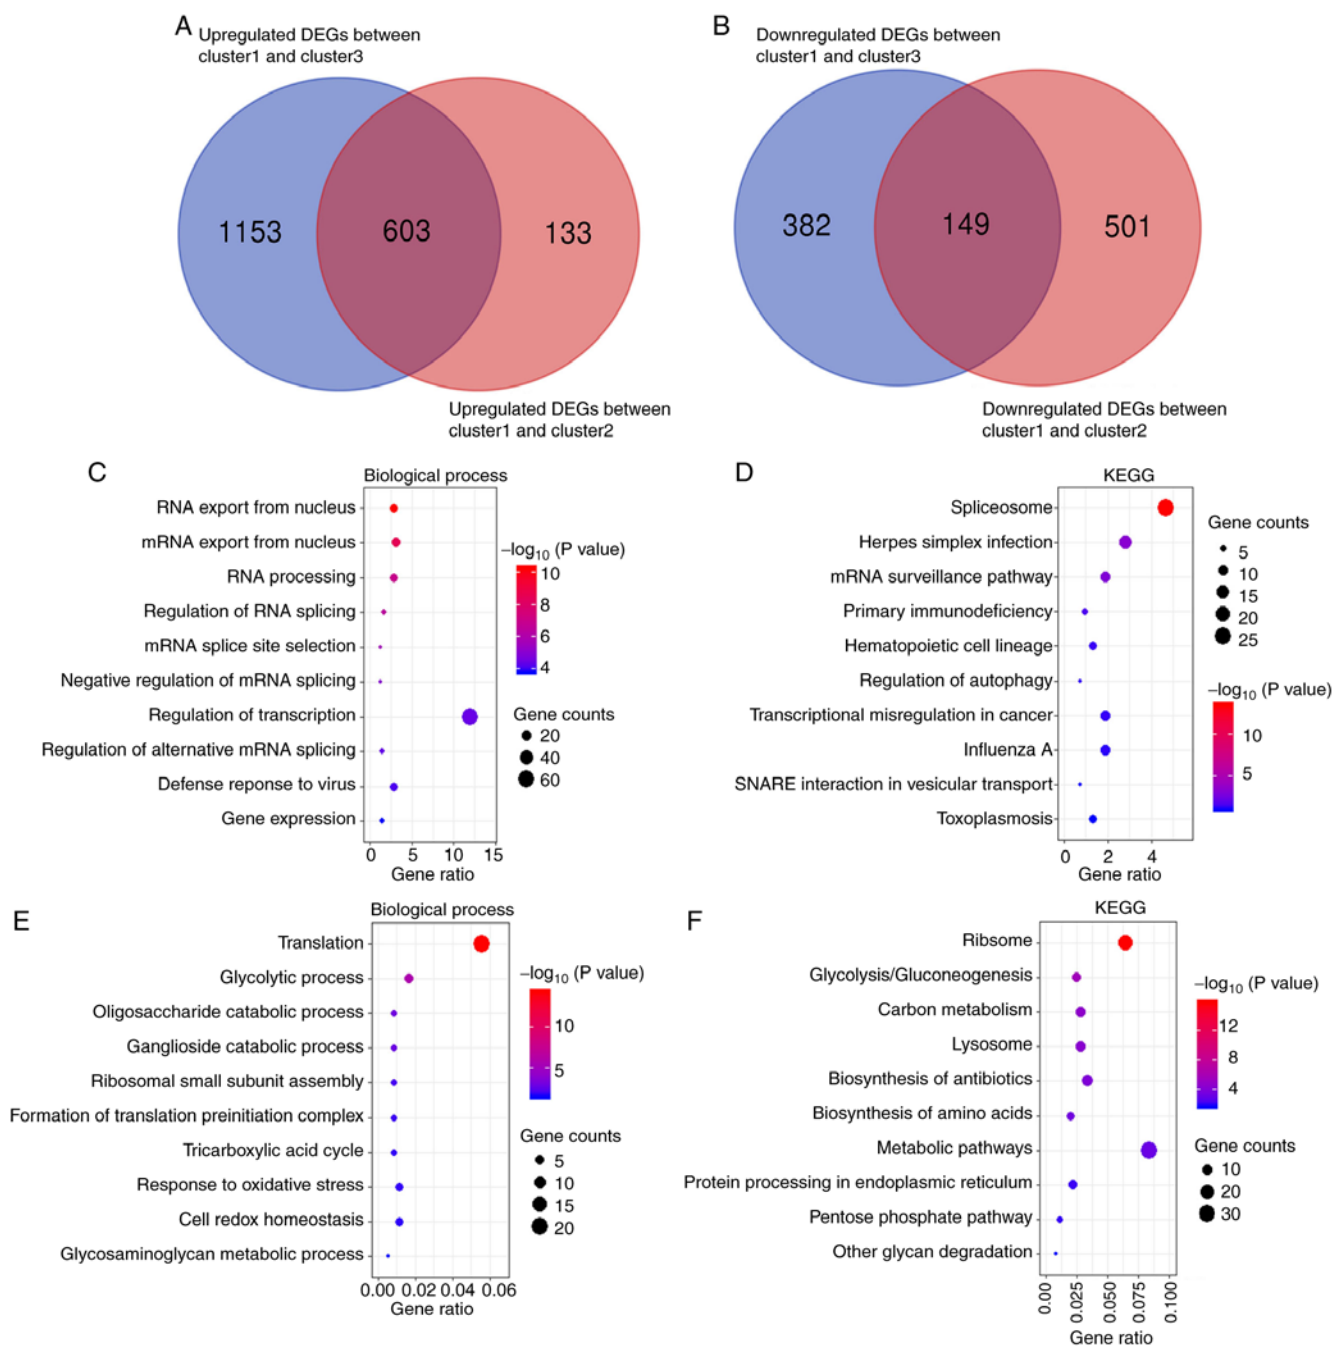 A
Upregulated DEGs between
cluster1 and cluster3
1153
603
133
Upregulated DEGs between
cluster1 and cluster2
B
Downregulated DEGs between
cluster1 and cluster3
382
149
501
Downregulated DEGs between
cluster1 and cluster2
C
Biological process
RNA export from nucleus
mRNA export from nucleus
RNA processing
Regulation of RNA splicing
mRNA splice site selection
Negative regulation of mRNA splicing
Regulation of transcription
Regulation of alternative mRNA splicing
Defense reponse to virus
Gene expression
0 5 10 15
Gene ratio
−log10 (P value)
10
8
6
4
Gene counts
20
40
60
D
KEGG
Spliceosome
Herpes simplex infection
mRNA surveillance pathway
Primary immunodeficiency
Hematopoietic cell lineage
Regulation of autophagy
Transcriptional misregulation in cancer
Influenza A
SNARE interaction in vesicular transport
Toxoplasmosis
0 2 4
Gene ratio
Gene counts
5
10
15
20
25
−log10 (P value)
10
5
E
Biological process
Translation
Glycolytic process
Oligosaccharide catabolic process
Ganglioside catabolic process
Ribosomal small subunit assembly
Formation of translation preinitiation complex
Tricarboxylic acid cycle
Response to oxidative stress
Cell redox homeostasis
Glycosaminoglycan metabolic process
0.00 0.02 0.04 0.06
Gene ratio
−log10 (P value)
10
5
Gene counts
5
10
15
20
F
KEGG
Ribsome
Glycolysis/Gluconeogenesis
Carbon metabolism
Lysosome
Biosynthesis of antibiotics
Biosynthesis of amino acids
Metabolic pathways
Protein processing in endoplasmic reticulum
Pentose phosphate pathway
Other glycan degradation
0.00 0.025 0.050 0.075 0.100
Gene ratio
−log10 (P value)
12
8
4
Gene counts
10
20
30